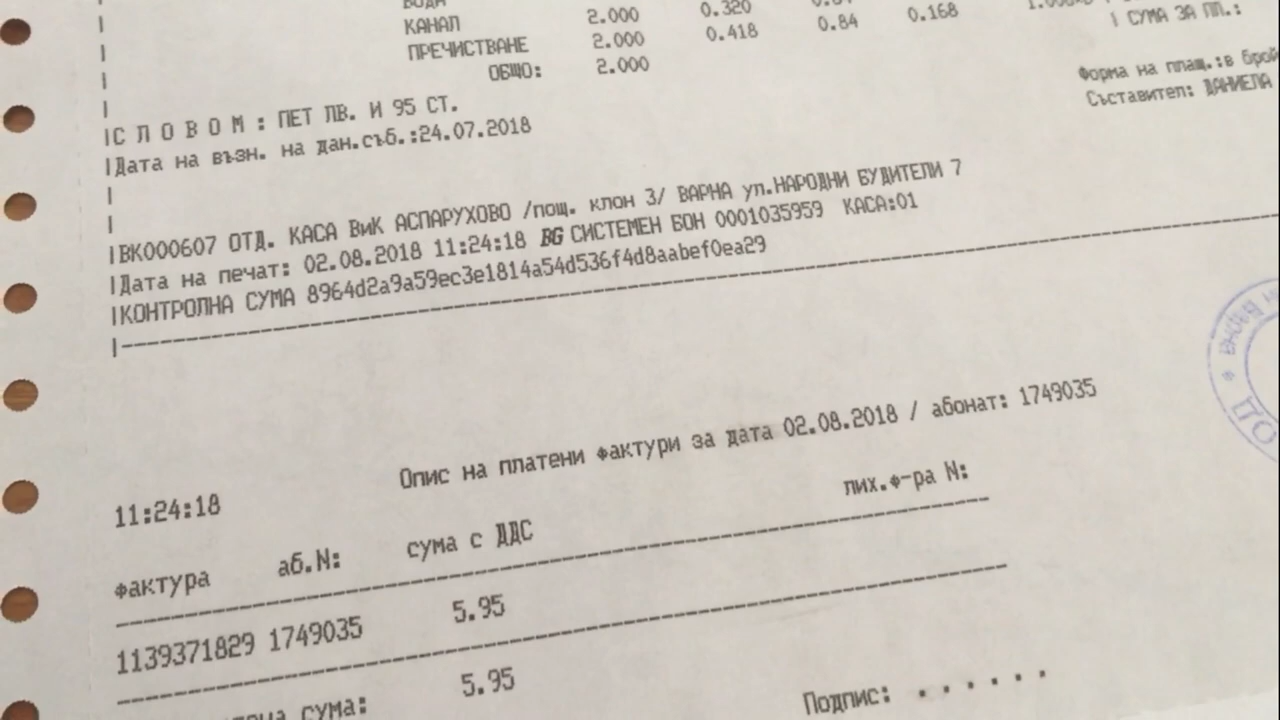 ВОДА 0.320
КАНАЛ 2.000 0.418 0.84 0.168
ПРЕЧИСТВАНЕ 2.000
ОБЩО: 2.000
| СУМА ЗА ПЛ.:
Форма на плащ.:в брой
Съставител: ДАНИЕЛА
|С Л О В О М : ПЕТ ЛВ. И 95 СТ.
|Дата на възн. на дан.съб.:24.07.2018
|ВК000607 ОТД. КАСА ВиК АСПАРУХОВО /пощ. клон 3/ ВАРНА ул.НАРОДНИ БУДИТЕЛИ 7
|Дата на печат: 02.08.2018 11:24:18 BG СИСТЕМЕН БОН 0001035959 КАСА:01
|КОНТРОЛНА СУМА 8964d2a9a59ec3e1814a54d536f4d8aabef0ea29
Опис на платени фактури за дата 02.08.2018 / абонат: 1749035
11:24:18
фактура аб.N: сума с ДДС лих.ф-ра N:
1139371829 1749035 5.95
сума: 5.95
Подпис: . . . . . .